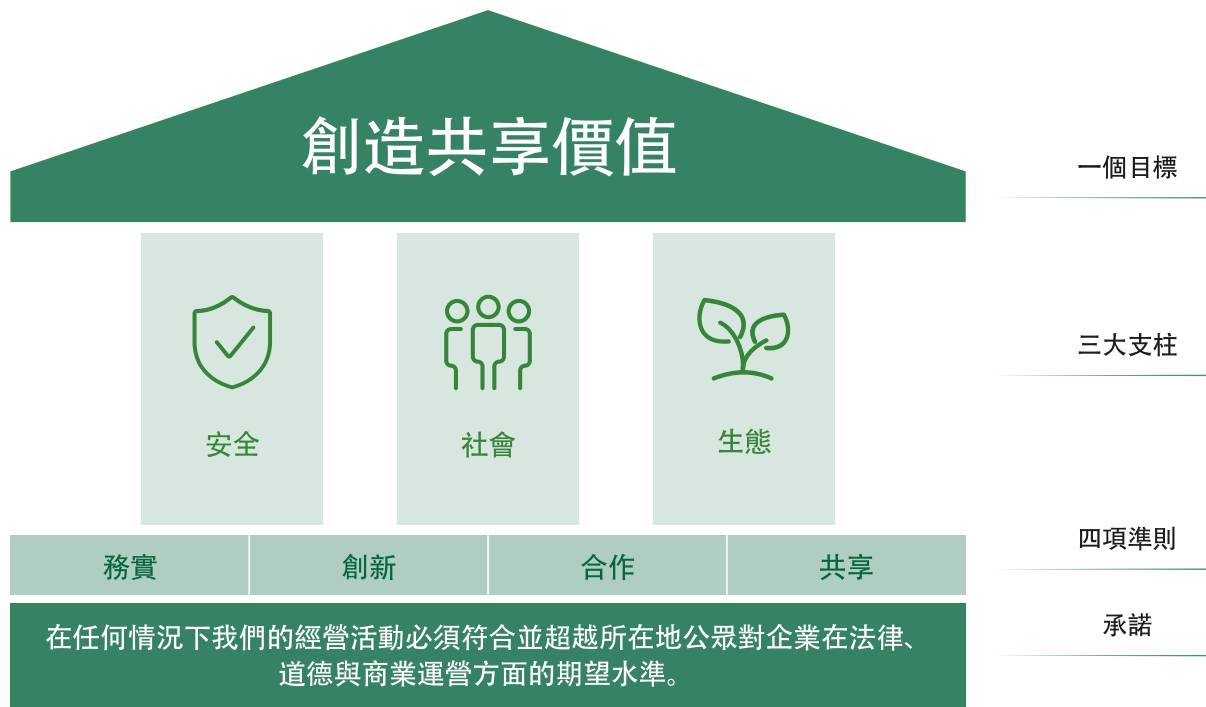 創造共享價值
一個目標
安全
社會
生態
三大支柱
務實
創新
合作
共享
四項準則
在任何情況下我們的經營活動必須符合並超越所在地公眾對企業在法律、
道德與商業運營方面的期望水準。
承諾